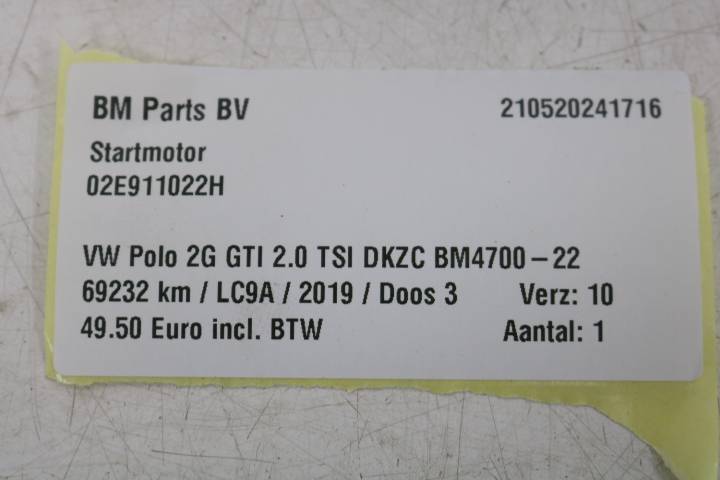 BM Parts BV 210520241716
Startmotor
02E911022H
VW Polo 2G GTI 2.0 TSI DKZC BM4700-22
69232 km / LC9A / 2019 / Doos 3 Verz: 10
49.50 Euro incl. BTW Aantal: 1